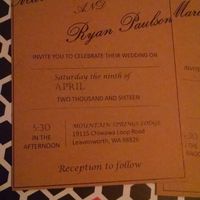 AND
Ryan Paulson
INVITE YOU TO CELEBRATE THEIR WEDDING ON
Saturday the ninth of
APRIL
TWO THOUSAND AND SIXTEEN
5:30
IN THE
AFTERNOON
MOUNTAIN SPRINGS LODGE
19115 Chiwawa Loop Road
Leavenworth, WA 98826
Reception to follow